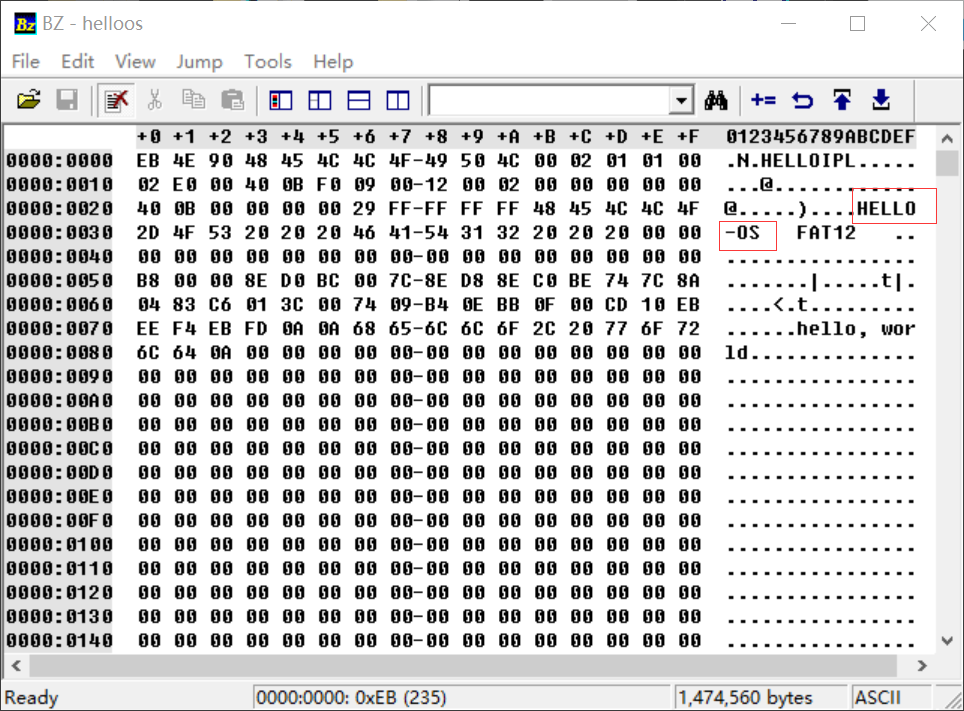 BZ - helloos
File Edit View Jump Tools Help
+0 +1 +2 +3 +4 +5 +6 +7 +8 +9 +A +B +C +D +E +F 0123456789ABCDEF
0000:0000 EB 4E 90 48 45 4C 4C 4F-49 50 4C 00 02 01 01 00 .N.HELLOIPL.....
0000:0010 02 E0 00 40 0B F0 09 00-12 00 02 00 00 00 00 00 ...@............
0000:0020 40 0B 00 00 00 00 29 FF-FF FF FF 48 45 4C 4C 4F @.....)....HELLO
0000:0030 2D 4F 53 20 20 20 46 41-54 31 32 20 20 20 00 00 -OS   FAT12   ..
0000:0040 00 00 00 00 00 00 00 00-00 00 00 00 00 00 00 00 ................
0000:0050 B8 00 00 8E D0 BC 00 7C-8E D8 8E C0 BE 74 7C 8A .......|.....t|.
0000:0060 04 83 C6 01 3C 00 74 09-B4 0E BB 0F 00 CD 10 EB ....<.t.........
0000:0070 EE F4 EB FD 0A 0A 68 65-6C 6C 6F 2C 20 77 6F 72 ......hello, wor
0000:0080 6C 64 0A 00 00 00 00 00-00 00 00 00 00 00 00 00 ld..............
0000:0090 00 00 00 00 00 00 00 00-00 00 00 00 00 00 00 00 ................
0000:00A0 00 00 00 00 00 00 00 00-00 00 00 00 00 00 00 00 ................
0000:00B0 00 00 00 00 00 00 00 00-00 00 00 00 00 00 00 00 ................
0000:00C0 00 00 00 00 00 00 00 00-00 00 00 00 00 00 00 00 ................
0000:00D0 00 00 00 00 00 00 00 00-00 00 00 00 00 00 00 00 ................
0000:00E0 00 00 00 00 00 00 00 00-00 00 00 00 00 00 00 00 ................
0000:00F0 00 00 00 00 00 00 00 00-00 00 00 00 00 00 00 00 ................
0000:0100 00 00 00 00 00 00 00 00-00 00 00 00 00 00 00 00 ................
0000:0110 00 00 00 00 00 00 00 00-00 00 00 00 00 00 00 00 ................
0000:0120 00 00 00 00 00 00 00 00-00 00 00 00 00 00 00 00 ................
0000:0130 00 00 00 00 00 00 00 00-00 00 00 00 00 00 00 00 ................
0000:0140 00 00 00 00 00 00 00 00-00 00 00 00 00 00 00 00 ................
Ready 0000:0000: 0xEB (235) 1,474,560 bytes ASCII